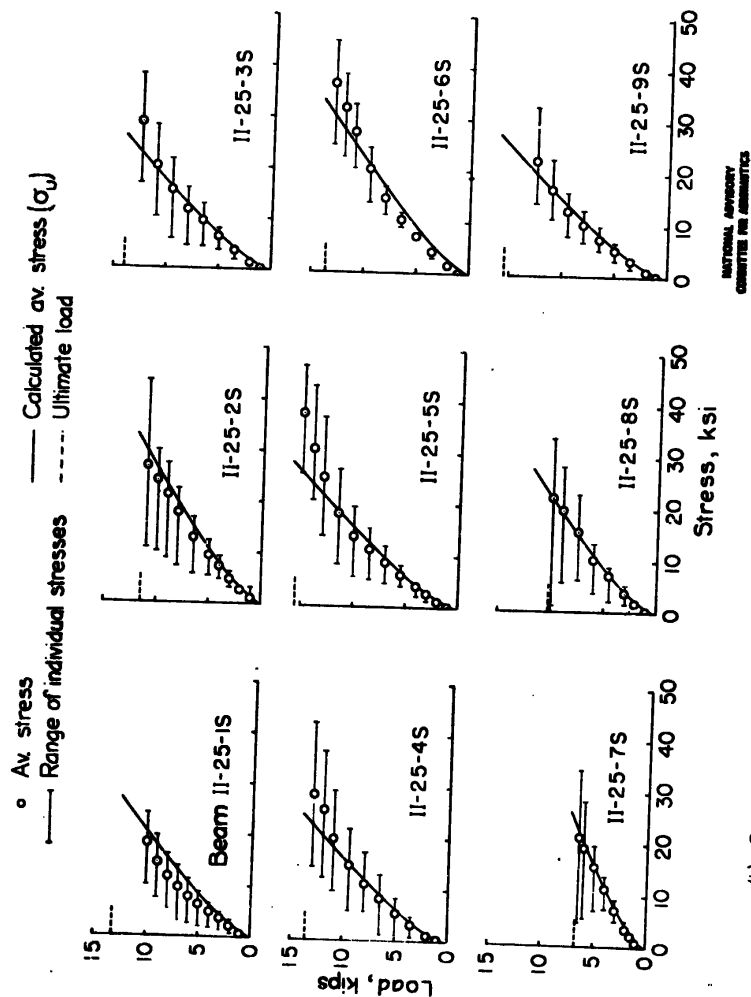 ○ Av. stress
Range of individual stresses
Calculated av. stress (σᵤ)
Ultimate load
Beam II-25-1S
II-25-2S
II-25-3S
II-25-4S
II-25-5S
II-25-6S
II-25-7S
II-25-8S
II-25-9S
Load, kips
15
10
5
0
15
10
5
0
15
10
5
0
0 10 20 30 40 50
0 10 20 30 40 50
0 10 20 30 40 50
Stress, ksi
NATIONAL ADVISORY
COMMITTEE FOR AERONAUTICS